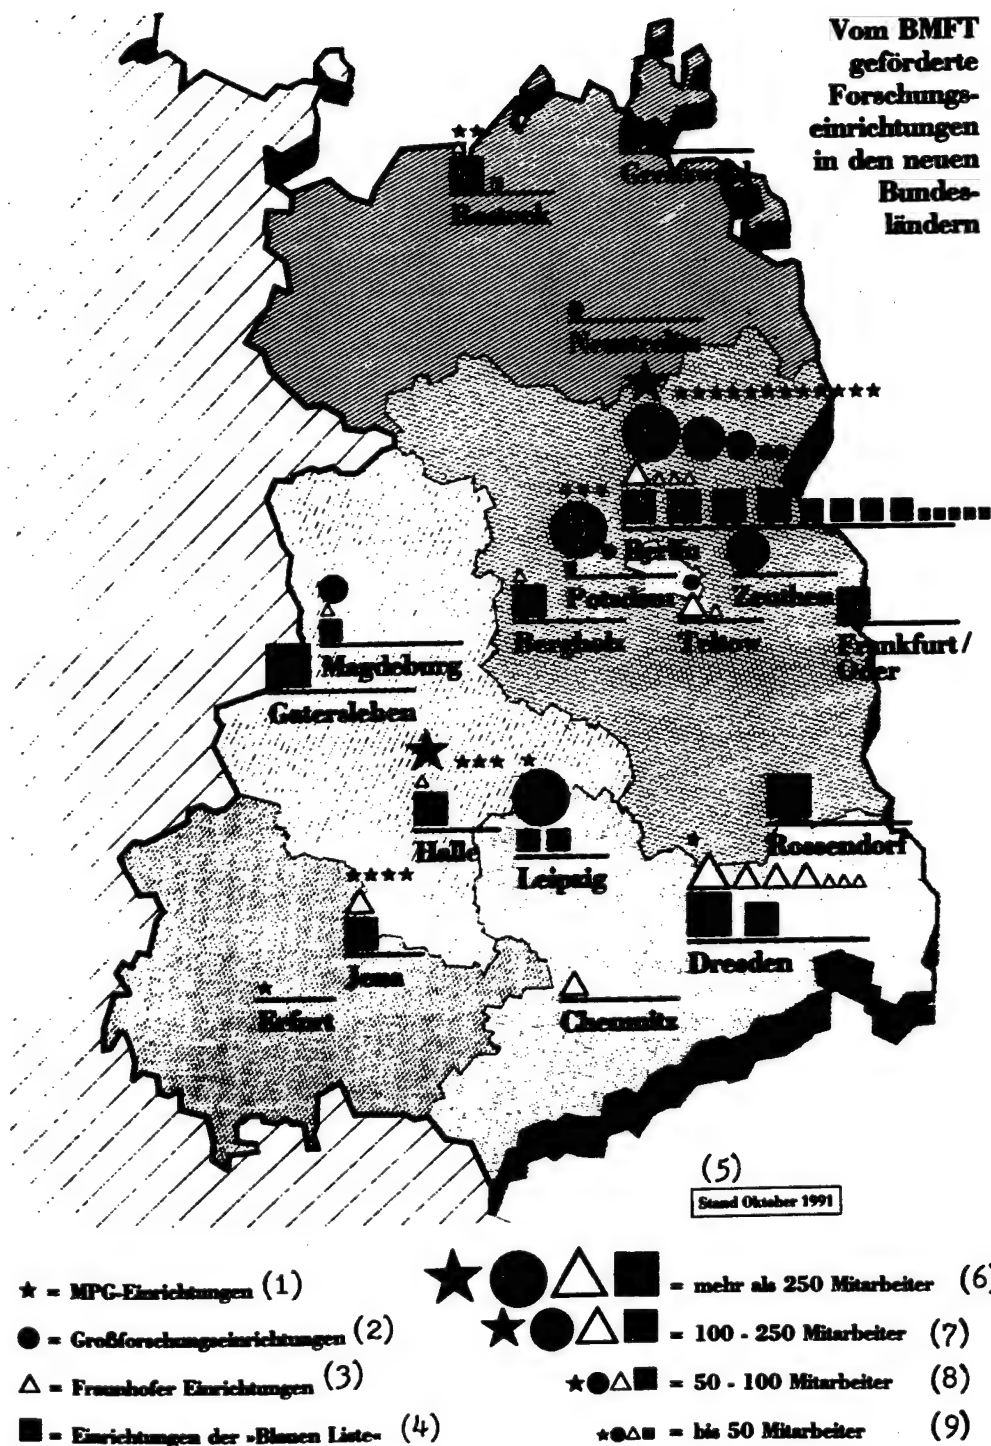 Vom BMFT
geförderte
Forschungs-
einrichtungen
in den neuen
Bundes-
ländern
Greifswald
Rostock
Neustrelitz
Berlin
Potsdam
Zeuthen
Bergholz
Teltow
Frankfurt/
Oder
Magdeburg
Gatersleben
Halle
Leipzig
Rossendorf
Dresden
Jena
Erfurt
Chemnitz
(5)
Stand Oktober 1991
= MPG-Einrichtungen (1)
= Großforschungseinrichtungen (2)
= Fraunhofer Einrichtungen (3)
= Einrichtungen der »Blauen Liste« (4)
= mehr als 250 Mitarbeiter (6)
= 100 - 250 Mitarbeiter (7)
= 50 - 100 Mitarbeiter (8)
= bis 50 Mitarbeiter (9)